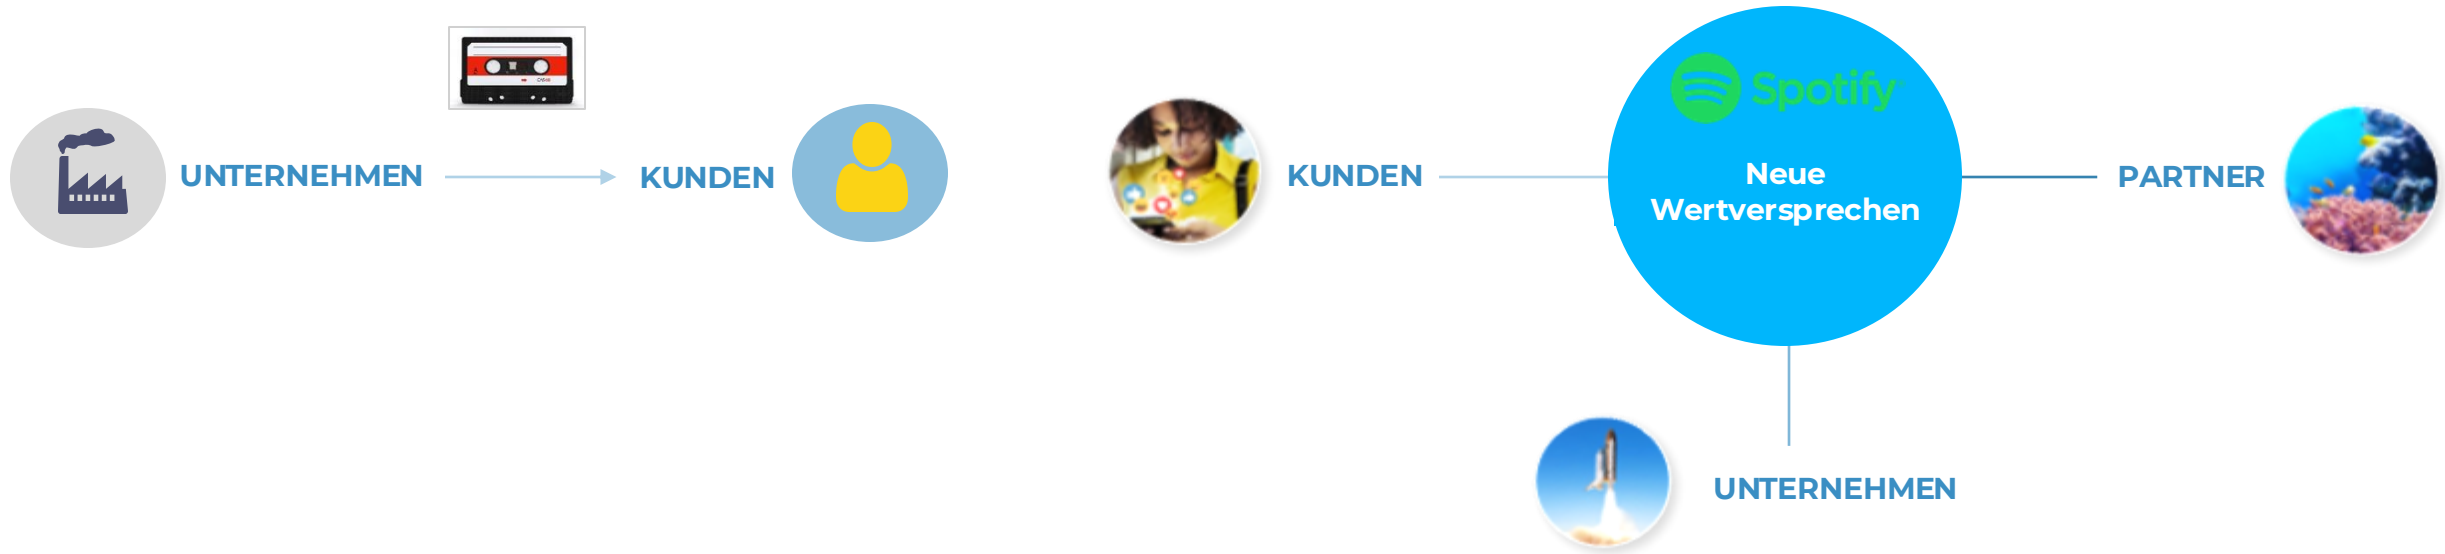 UNTERNEHMEN
KUNDEN
KUNDEN
Spotify
Neue
Wertversprechen
PARTNER
UNTERNEHMEN